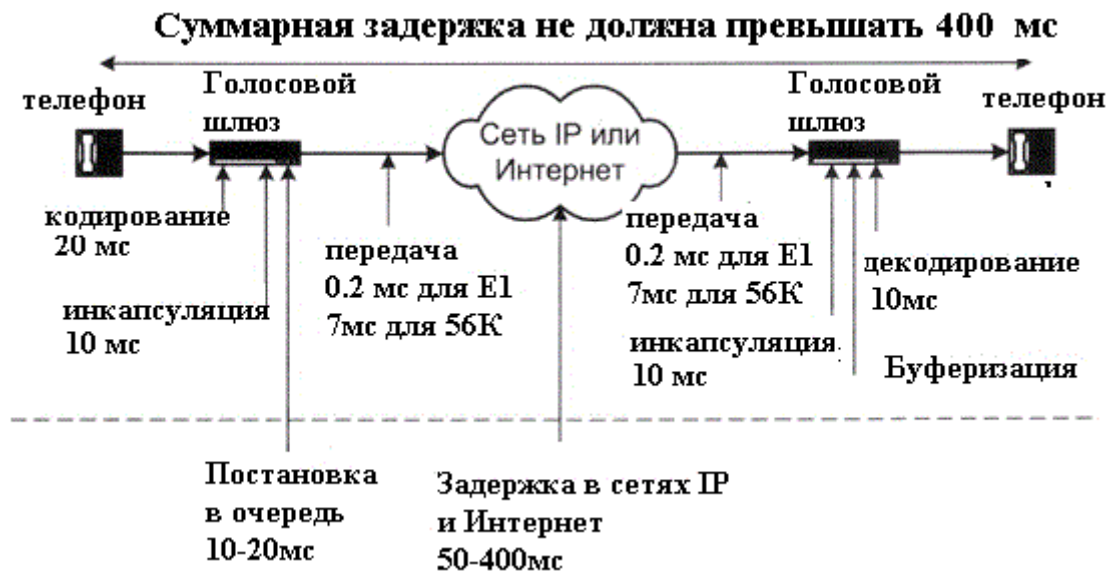 Суммарная задержка не должна превышать 400 мс
телефон
Голосовой
шлюз
Сеть IP или
Интернет
Голосовой
шлюз
телефон
кодирование
20 мс
инкапсуляция
10 мс
передача
0.2 мс для E1
7мс для 56К
передача
0.2 мс для E1
7мс для 56К
инкапсуляция
10 мс
декодирование
10мс
Буферизация
Постановка
в очередь
10-20мс
Задержка в сетях IP
и Интернет
50-400мс